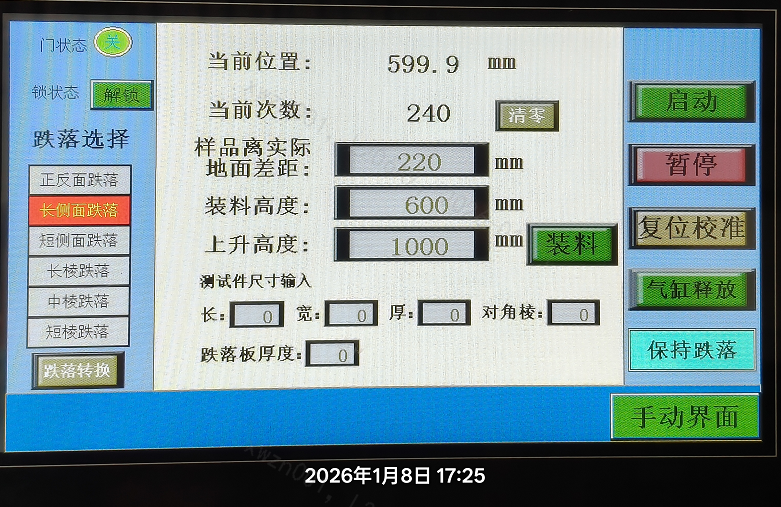 门状态 关
锁状态 解锁
跌落选择
正反面跌落
长侧面跌落
短侧面跌落
长棱跌落
中棱跌落
短棱跌落
跌落转换
当前位置: 599.9 mm
当前次数: 240 清零
样品离实际
地面差距: 220 mm
装料高度: 600 mm
上升高度: 1000 mm 装料
测试件尺寸输入
长: 0 宽: 0 厚: 0 对角棱: 0
跌落板厚度: 0
启动
暂停
复位校准
气缸释放
保持跌落
手动界面
2026年1月8日 17:25